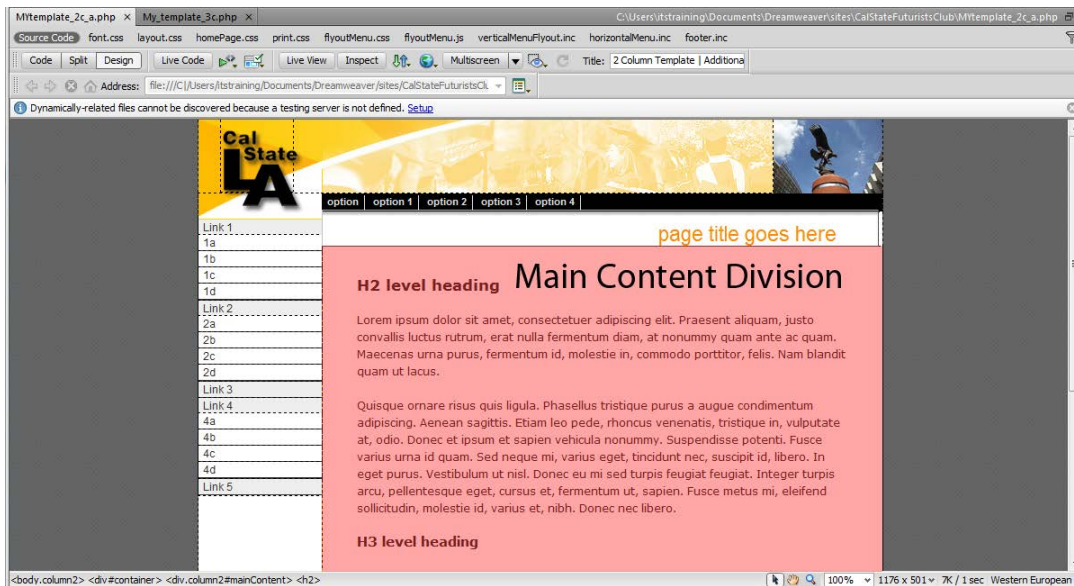 MYtemplate_2c_a.php × My_template_3c.php × C:\Users\itstraining\Documents\Dreamweaver\sites\CalStateFuturistsClub\MYtemplate_2c_a.php
Source Code font.css layout.css homePage.css print.css flyoutMenu.css flyoutMenu.js verticalMenuFlyout.inc horizontalMenu.inc footer.inc
Code Split Design Live Code Live View Inspect Multiscreen Title: 2 Column Template | Additiona
Address: file:///C|/Users/itstraining/Documents/Dreamweaver/sites/CalStateFuturistsClu
Dynamically-related files cannot be discovered because a testing server is not defined. Setup
Cal
State
LA
option option 1 option 2 option 3 option 4
page title goes here
Link 1
1a
1b
1c
1d
Link 2
2a
2b
2c
2d
Link 3
Link 4
4a
4b
4c
4d
Link 5
Main Content Division
H2 level heading
Lorem ipsum dolor sit amet, consectetuer adipiscing elit. Praesent aliquam, justo
convallis luctus rutrum, erat nulla fermentum diam, at nonummy quam ante ac quam.
Maecenas urna purus, fermentum id, molestie in, commodo porttitor, felis. Nam blandit
quam ut lacus.
Quisque ornare risus quis ligula. Phasellus tristique purus a augue condimentum
adipiscing. Aenean sagittis. Etiam leo pede, rhoncus venenatis, tristique in, vulputate
at, odio. Donec et ipsum et sapien vehicula nonummy. Suspendisse potenti. Fusce
varius urna id quam. Sed neque mi, varius eget, tincidunt nec, suscipit id, libero. In
eget purus. Vestibulum ut nisl. Donec eu mi sed turpis feugiat feugiat. Integer turpis
arcu, pellentesque eget, cursus et, fermentum ut, sapien. Fusce metus mi, eleifend
sollicitudin, molestie id, varius et, nibh. Donec nec libero.
H3 level heading
<body.column2> <div#container> <div.column2#mainContent> <h2> 100% 1176 x 501 7K / 1 sec Western European